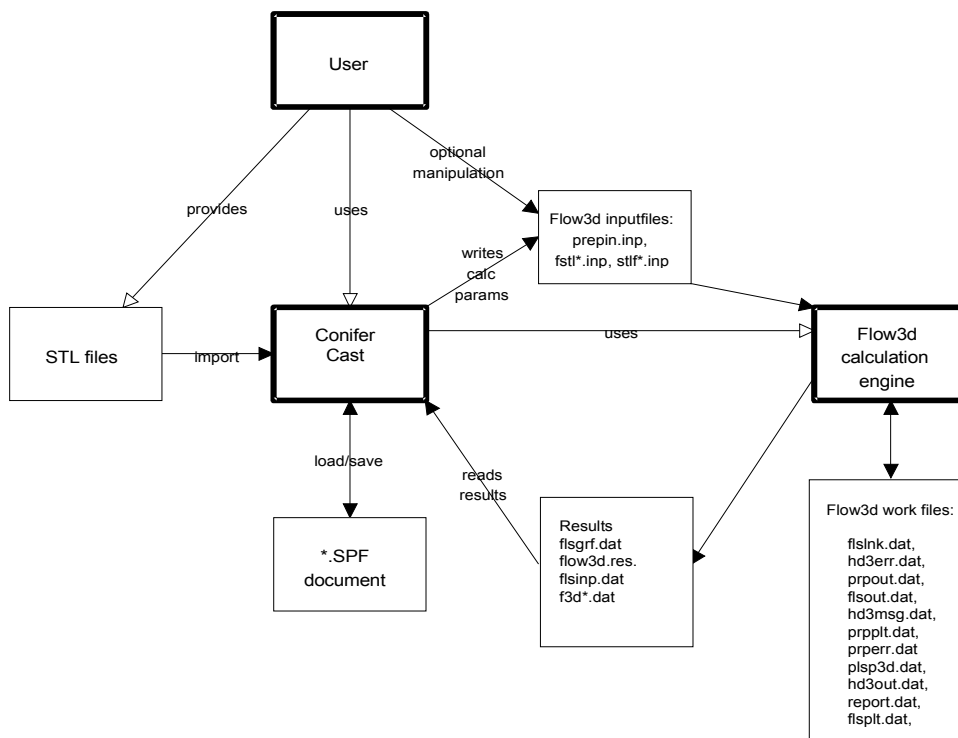 User
optional
manipulation
provides
uses
Flow3d inputfiles:
prepin.inp,
fstl*.inp, stlf*.inp
writes
calc
params
STL files
Import
Conifer
Cast
uses
Flow3d
calculation
engine
load/save
reads
results
*.SPF
document
Results
flsgrf.dat
flow3d.res.
flsinp.dat
f3d*.dat
Flow3d work files:
flslnk.dat,
hd3err.dat,
prpout.dat,
flsout.dat,
hd3msg.dat,
prpplt.dat,
prperr.dat
plsp3d.dat,
hd3out.dat,
report.dat,
flsplt.dat,